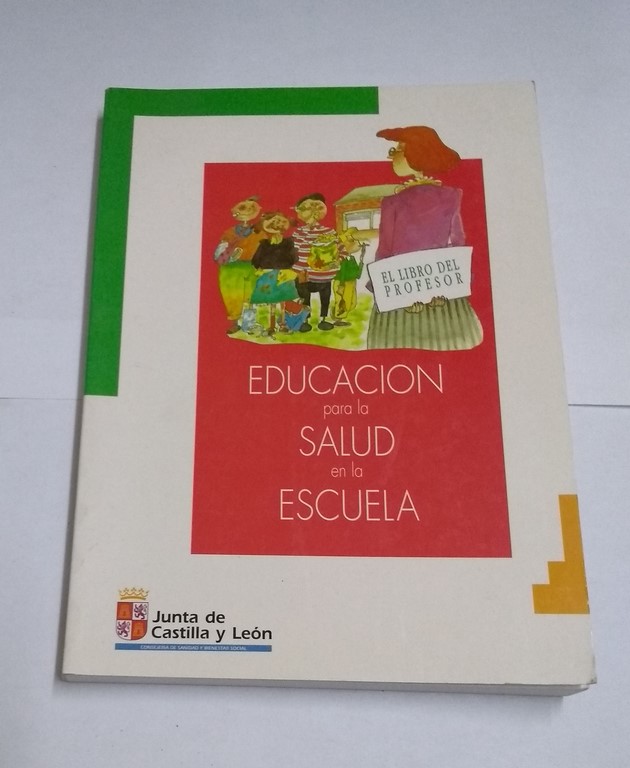 EL LIBRO DEL
PROFESOR
EDUCACION
para la
SALUD
en la
ESCUELA
Junta de
Castilla y León
CONSEJERIA DE SANIDAD Y BIENESTAR SOCIAL